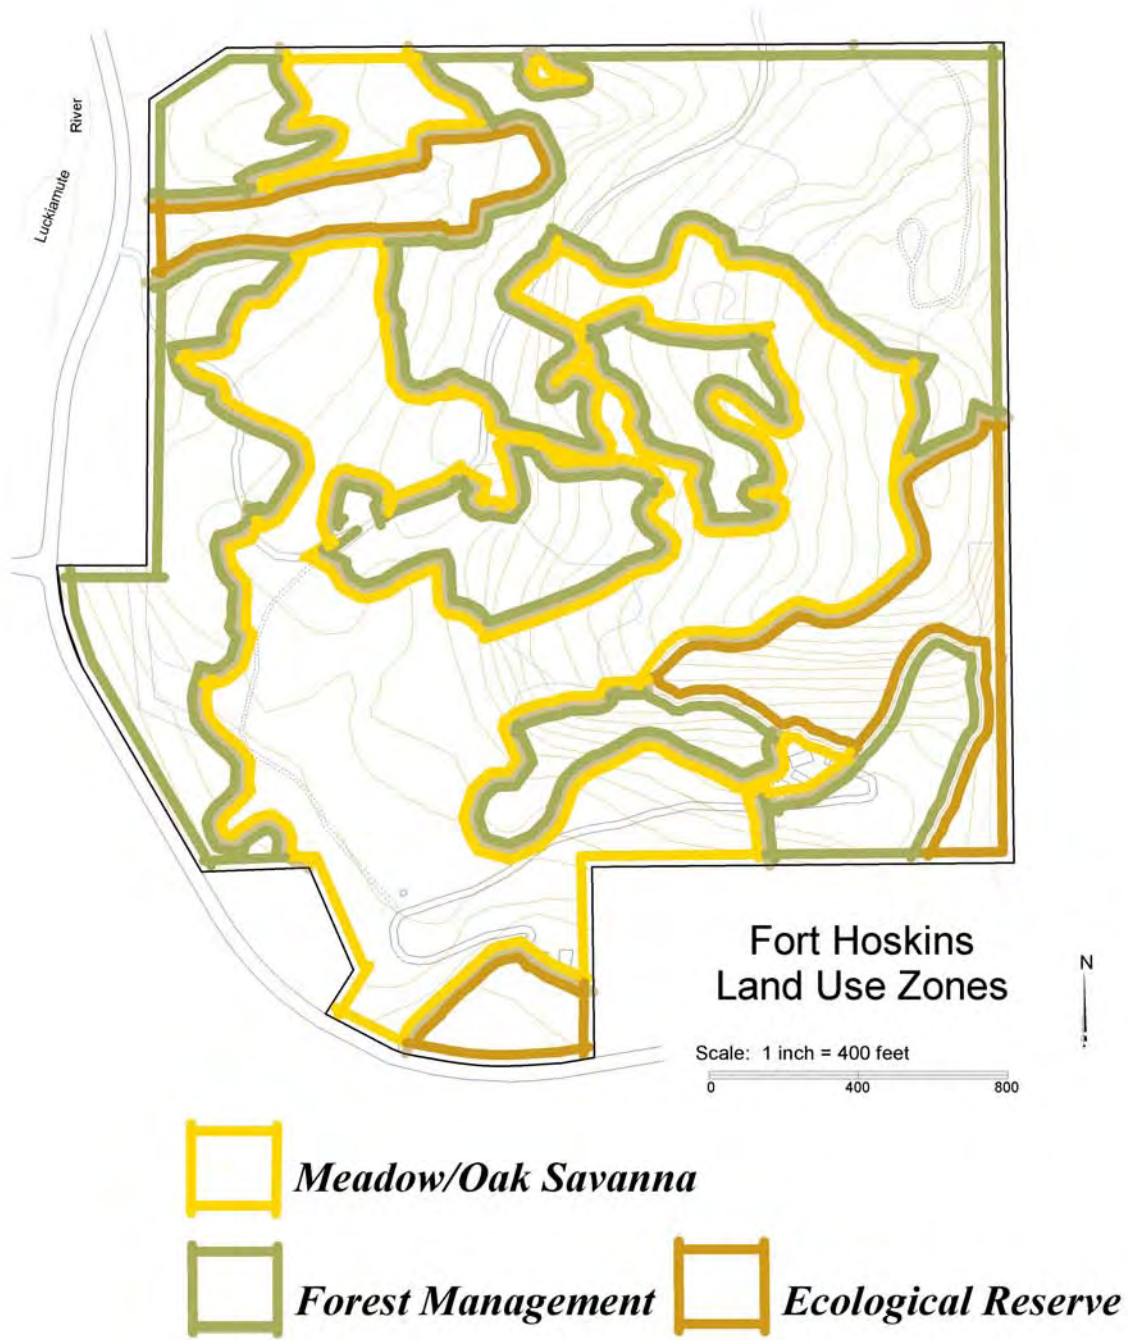 River
Luckiamute
Fort Hoskins
Land Use Zones
N
Scale: 1 inch = 400 feet
0 400 800
Meadow/Oak Savanna
Forest Management
Ecological Reserve